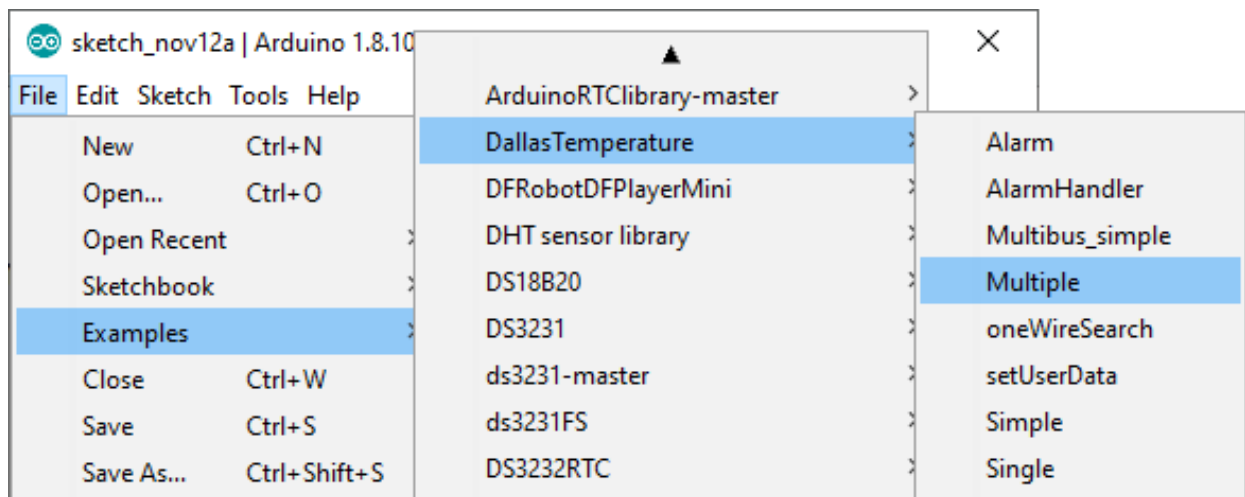 sketch_nov12a | Arduino 1.8.10
File Edit Sketch Tools Help
New Ctrl+N
Open... Ctrl+O
Open Recent
Sketchbook
Examples
Close Ctrl+W
Save Ctrl+S
Save As... Ctrl+Shift+S
ArduinoRTClibrary-master
DallasTemperature
DFRobotDFPlayerMini
DHT sensor library
DS18B20
DS3231
ds3231-master
ds3231FS
DS3232RTC
Alarm
AlarmHandler
Multibus_simple
Multiple
oneWireSearch
setUserData
Simple
Single